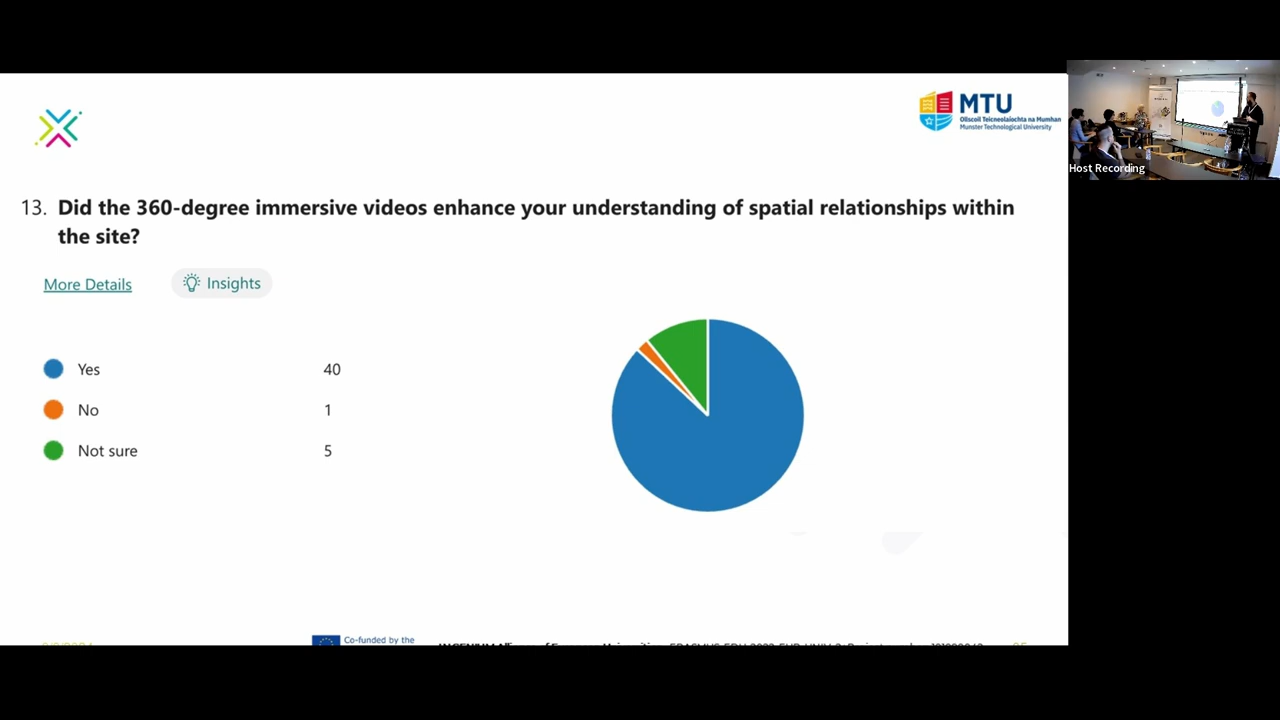 MTU
Ollscoil Teicneolaíochta na Mumhan
Munster Technological University
Host Recording
13. Did the 360-degree immersive videos enhance your understanding of spatial relationships within
the site?
More Details
Insights
Yes 40
No 1
Not sure 5
Co-funded by the